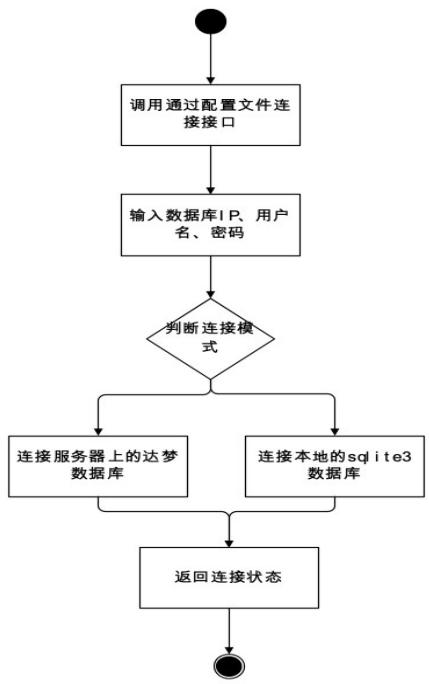 调用通过配置文件连
接接口
输入数据库IP、用户
名、密码
判断连接模
式
连接服务器上的达梦
数据库
连接本地的sqlite3
数据库
返回连接状态